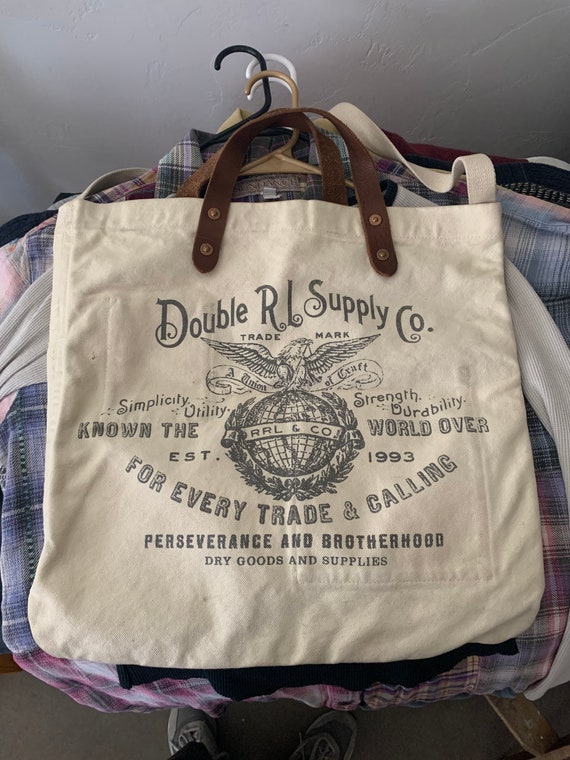 Double RL Supply Co.
TRADE MARK
A Union of Craft
Simplicity Strength
Utility Durability
KNOWN THE WORLD OVER
RRL & CO
EST. 1993
FOR EVERY TRADE & CALLING
PERSEVERANCE AND BROTHERHOOD
DRY GOODS AND SUPPLIES